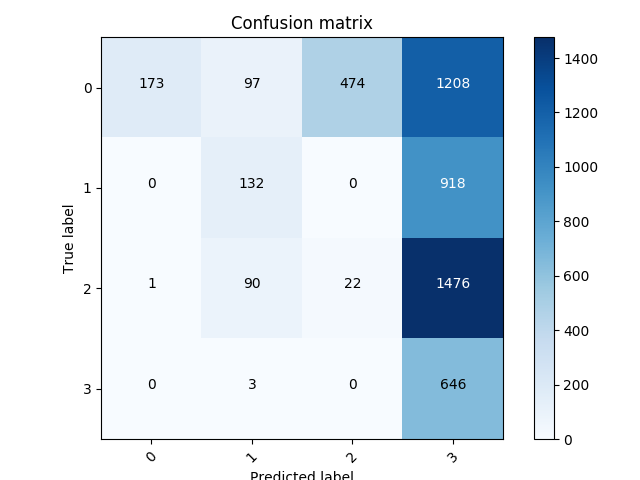 Confusion matrix
0 173 97 474 1208
1 0 132 0 918
2 1 90 22 1476
3 0 3 0 646
0 1 2 3
True label
Predicted label
1400
1200
1000
800
600
400
200
0